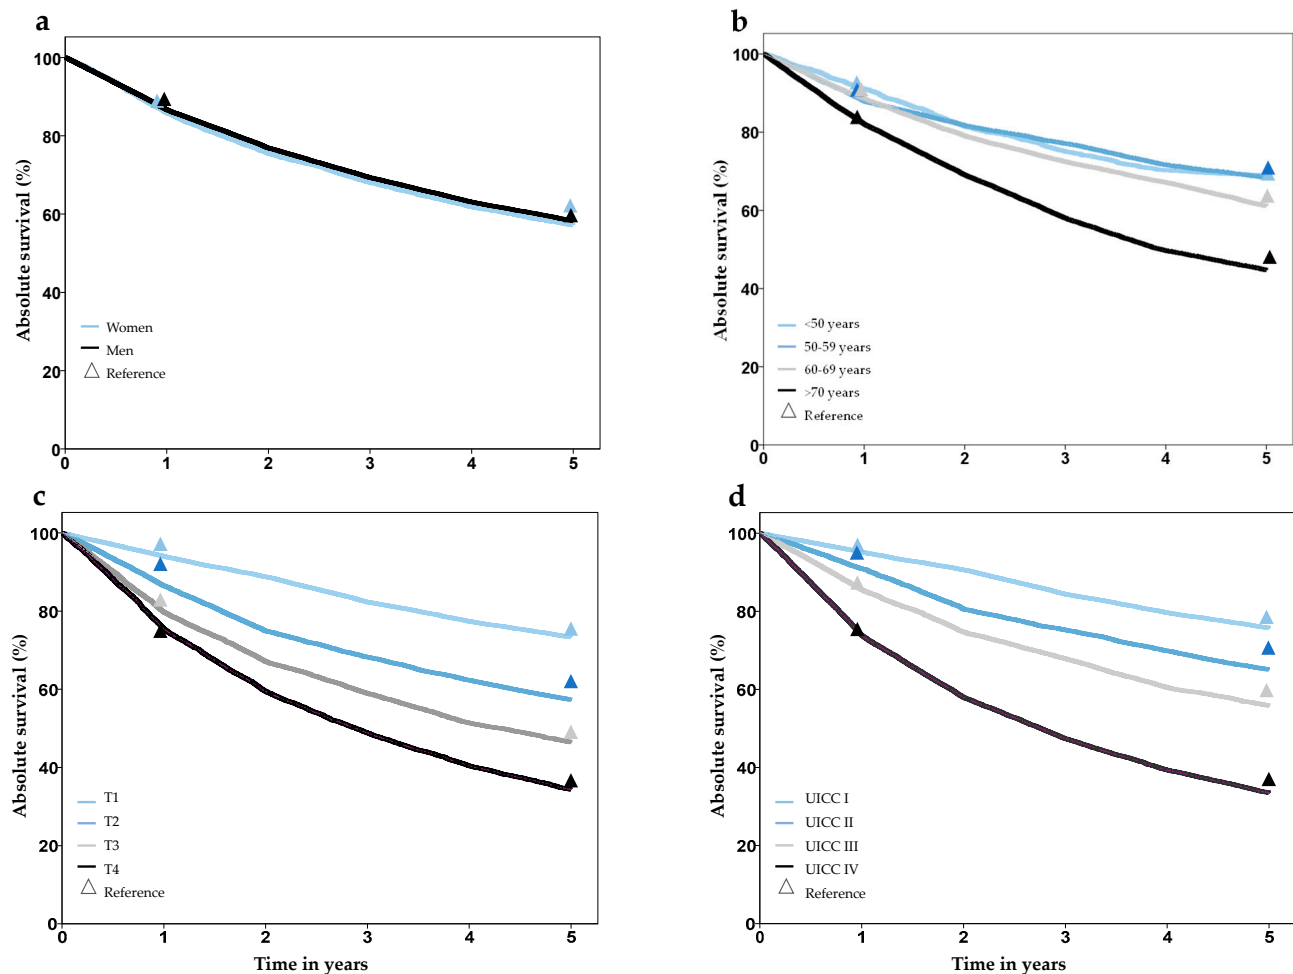 a
Absolute survival (%)
100
80
60
40
20
0
Women
Men
Reference
0 1 2 3 4 5
b
Absolute survival (%)
100
80
60
40
20
0
<50 years
50-59 years
60-69 years
>70 years
Reference
0 1 2 3 4 5
c
Absolute survival (%)
100
80
60
40
20
0
T1
T2
T3
T4
Reference
0 1 2 3 4 5
Time in years
d
Absolute survival (%)
100
80
60
40
20
0
UICC I
UICC II
UICC III
UICC IV
Reference
0 1 2 3 4 5
Time in years